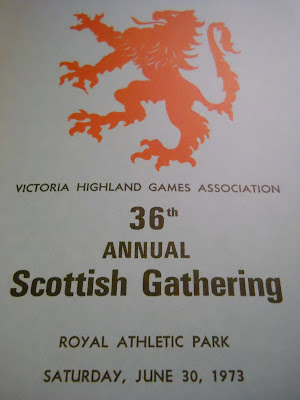 VICTORIA HIGHLAND GAMES ASSOCIATION
36th
ANNUAL
Scottish Gathering
ROYAL ATHLETIC PARK
SATURDAY, JUNE 30, 1973